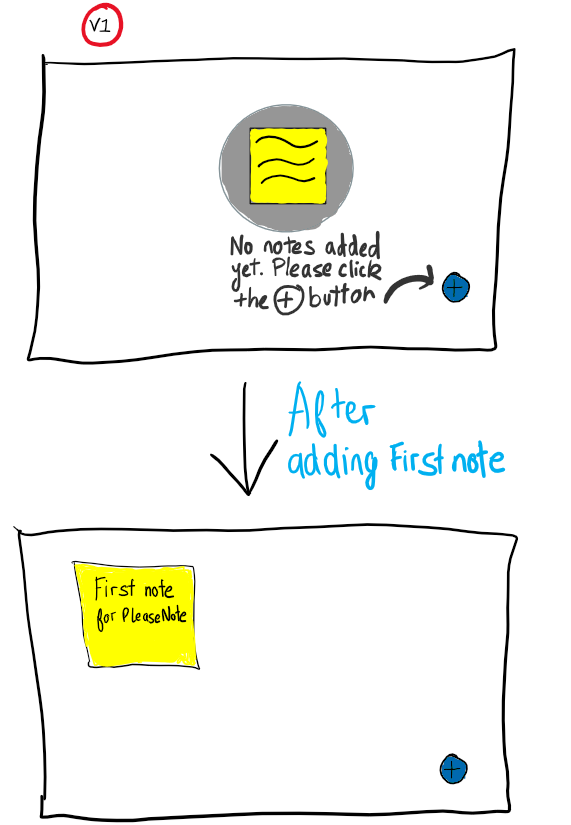 V1
No notes added
yet. Please click
the + button
+
After
adding First note
First note
for PleaseNote
+